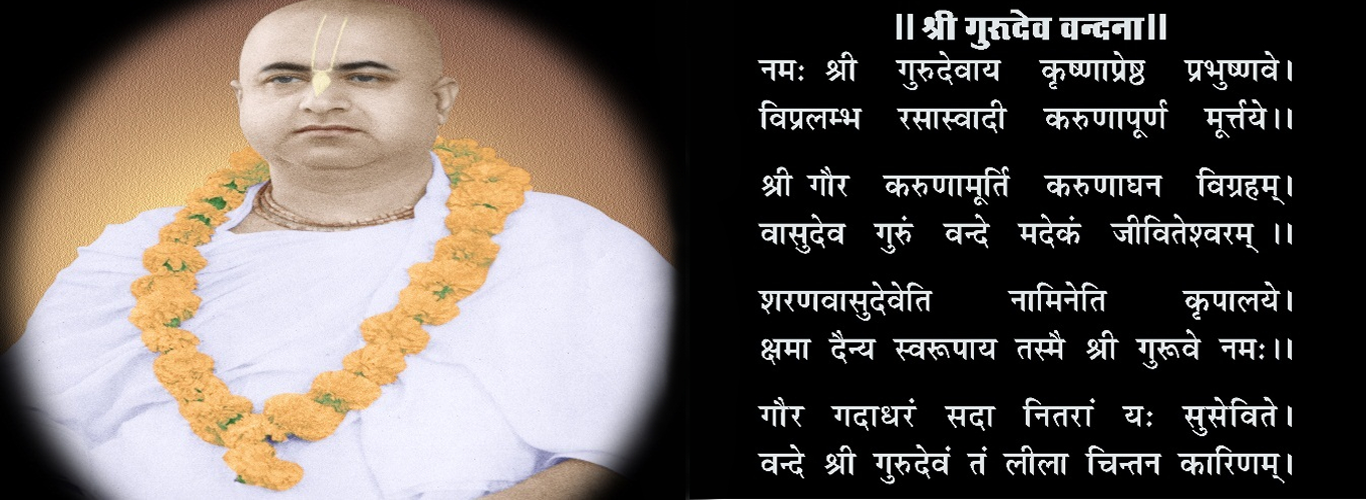 ॥ श्री गुरूदेव वन्दना॥
नमः श्री गुरुदेवाय कृष्णाप्रेष्ठ प्रभुष्णवे।
विप्रलम्भ रसास्वादी करुणापूर्ण मूर्त्तये।।
श्री गौर करुणामूर्ति करुणाघन विग्रहम्।
वासुदेव गुरुं वन्दे मदेकं जीवितेश्वरम् ।।
शरणवासुदेवेति नामिनेति कृपालये।
क्षमा दैन्य स्वरूपाय तस्मै श्री गुरूवे नमः।।
गौर गदाधरं सदा नितरां यः सुसेविते।
वन्दे श्री गुरुदेवं तं लीला चिन्तन कारिणम्।